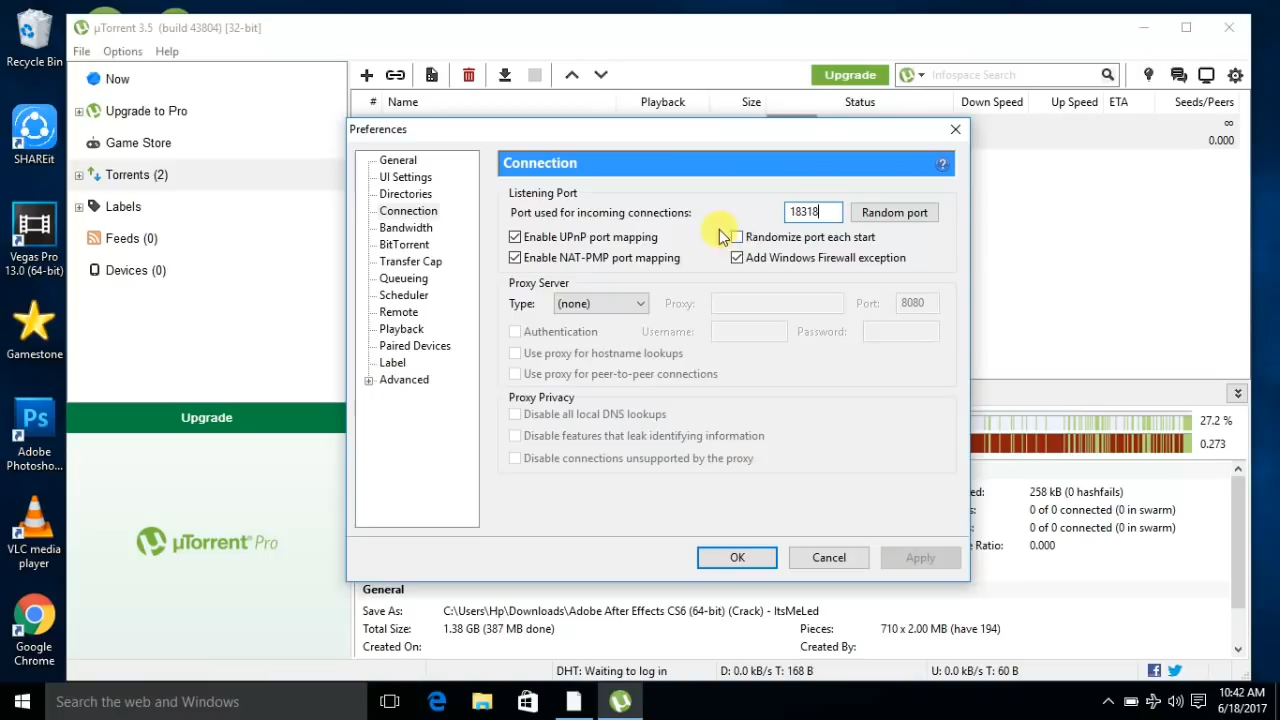 Recycle Bin
SHAREit
Vegas Pro
13.0 (64-bit)
Gamestone
Ps
Adobe
Photosho...
VLC media
player
Google
Chrome
µTorrent 3.5 (build 43804) [32-bit]
File Options Help
Now
Upgrade to Pro
Game Store
Torrents (2)
Labels
Feeds (0)
Devices (0)
Upgrade
µTorrent Pro
Upgrade
Infospace Search
# Name Playback Size Status Down Speed Up Speed ETA Seeds/Peers
∞
0.000
Preferences
General
UI Settings
Directories
Connection
Bandwidth
BitTorrent
Transfer Cap
Queueing
Scheduler
Remote
Playback
Paired Devices
Label
Advanced
Connection
Listening Port
Port used for incoming connections: 18318 Random port
Enable UPnP port mapping Randomize port each start
Enable NAT-PMP port mapping Add Windows Firewall exception
Proxy Server
Type: (none) Proxy: Port: 8080
Authentication Username: Password:
Use proxy for hostname lookups
Use proxy for peer-to-peer connections
Proxy Privacy
Disable all local DNS lookups
Disable features that leak identifying information
Disable connections unsupported by the proxy
OK Cancel Apply
27.2 %
0.273
ed: 258 kB (0 hashfails)
s: 0 of 0 connected (0 in swarm)
: 0 of 0 connected (0 in swarm)
e Ratio: 0.000
General
Save As: C:\Users\Hp\Downloads\Adobe After Effects CS6 (64-bit) (Crack) - ItsMeLed
Total Size: 1.38 GB (387 MB done) Pieces: 710 x 2.00 MB (have 194)
Created On: Created By:
DHT: Waiting to log in D: 0.0 kB/s T: 168 B U: 0.0 kB/s T: 60 B
Search the web and Windows
10:42 AM
6/18/2017